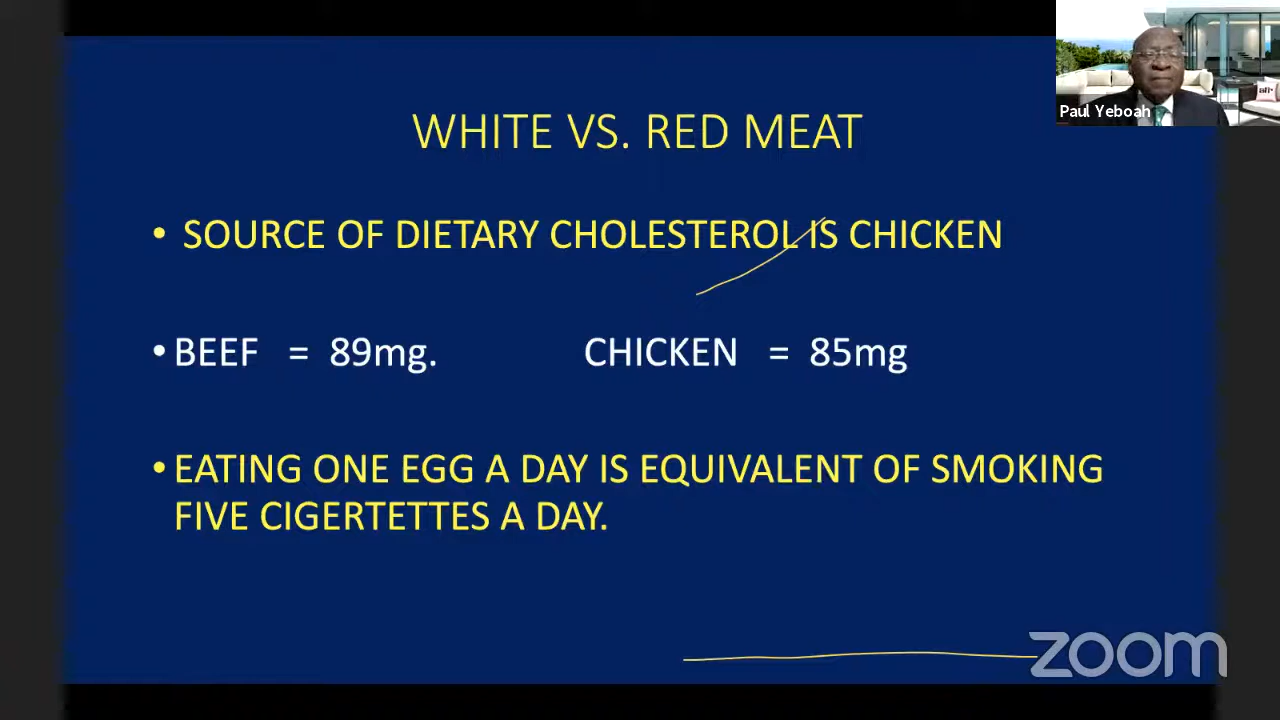 Paul Yeboah
WHITE VS. RED MEAT
• SOURCE OF DIETARY CHOLESTEROL IS CHICKEN
• BEEF = 89mg. CHICKEN = 85mg
• EATING ONE EGG A DAY IS EQUIVALENT OF SMOKING
FIVE CIGERTETTES A DAY.
zoom